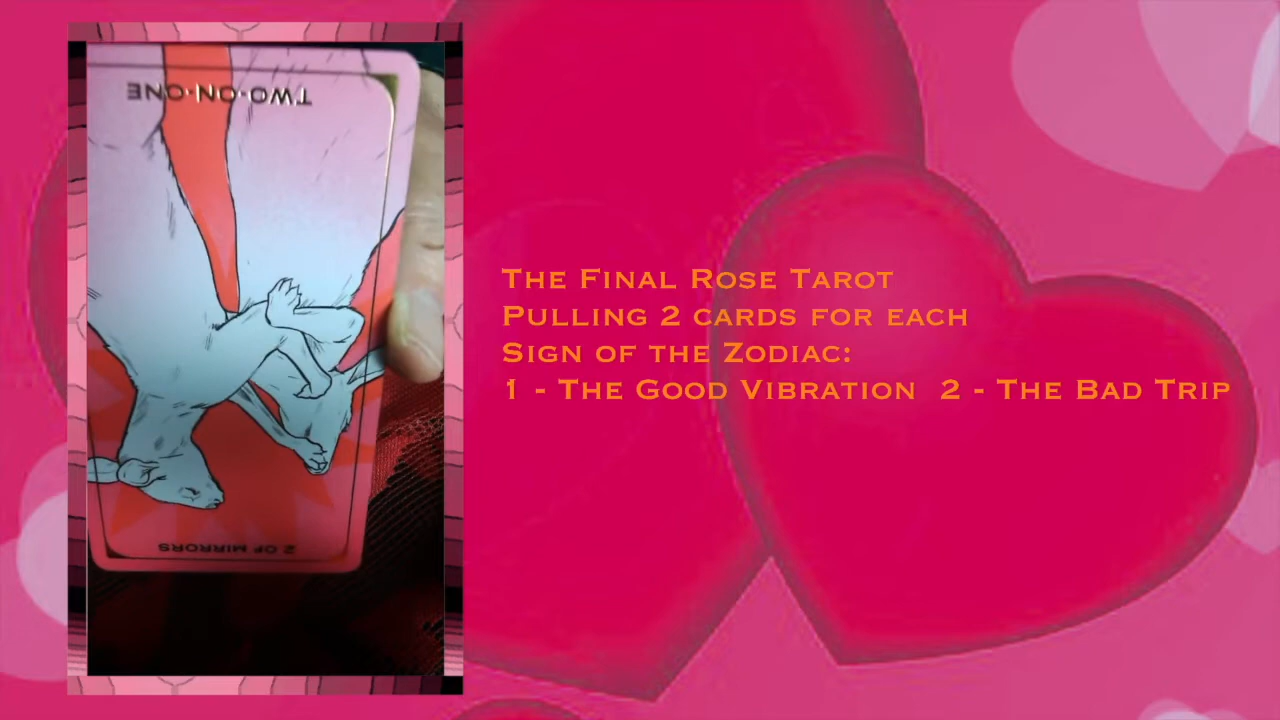 TWO·ON·ONE
2 OF MIRRORS
The Final Rose Tarot
Pulling 2 cards for each
Sign of the Zodiac:
1 - The Good Vibration  2 - The Bad Trip